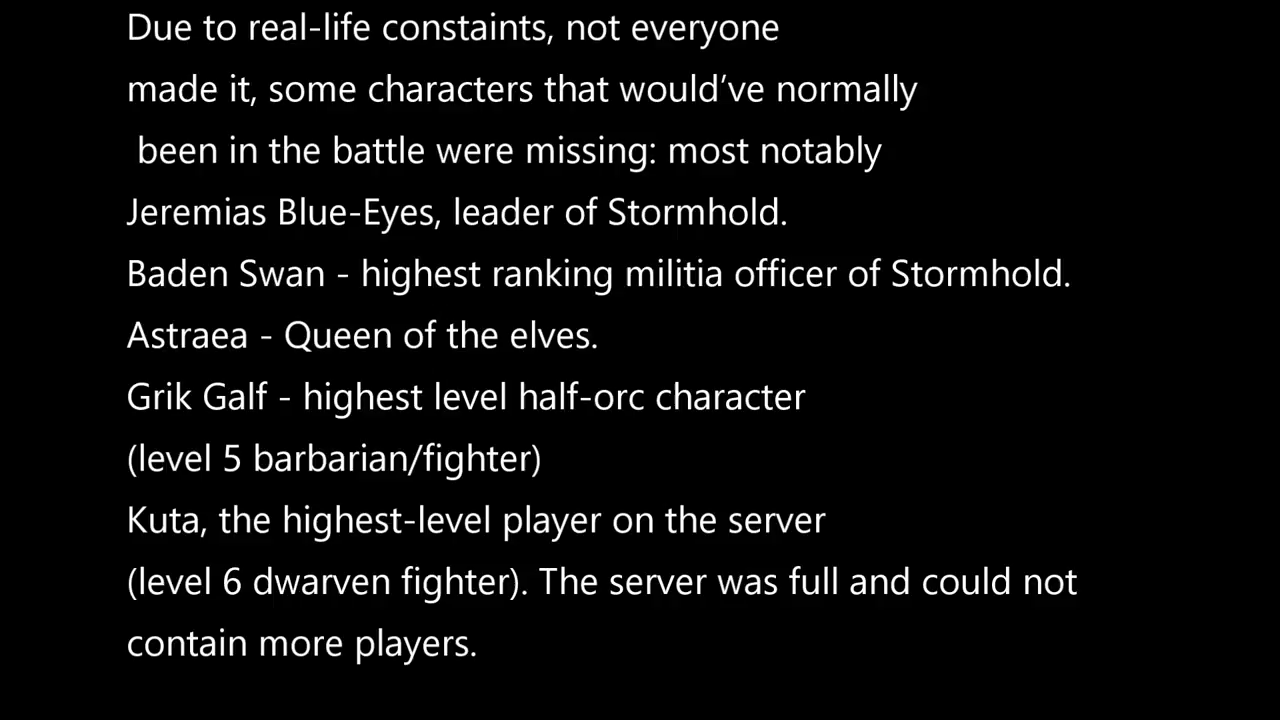 Due to real-life constaints, not everyone
made it, some characters that would’ve normally
been in the battle were missing: most notably
Jeremias Blue-Eyes, leader of Stormhold.
Baden Swan - highest ranking militia officer of Stormhold.
Astraea - Queen of the elves.
Grik Galf - highest level half-orc character
(level 5 barbarian/fighter)
Kuta, the highest-level player on the server
(level 6 dwarven fighter). The server was full and could not
contain more players.